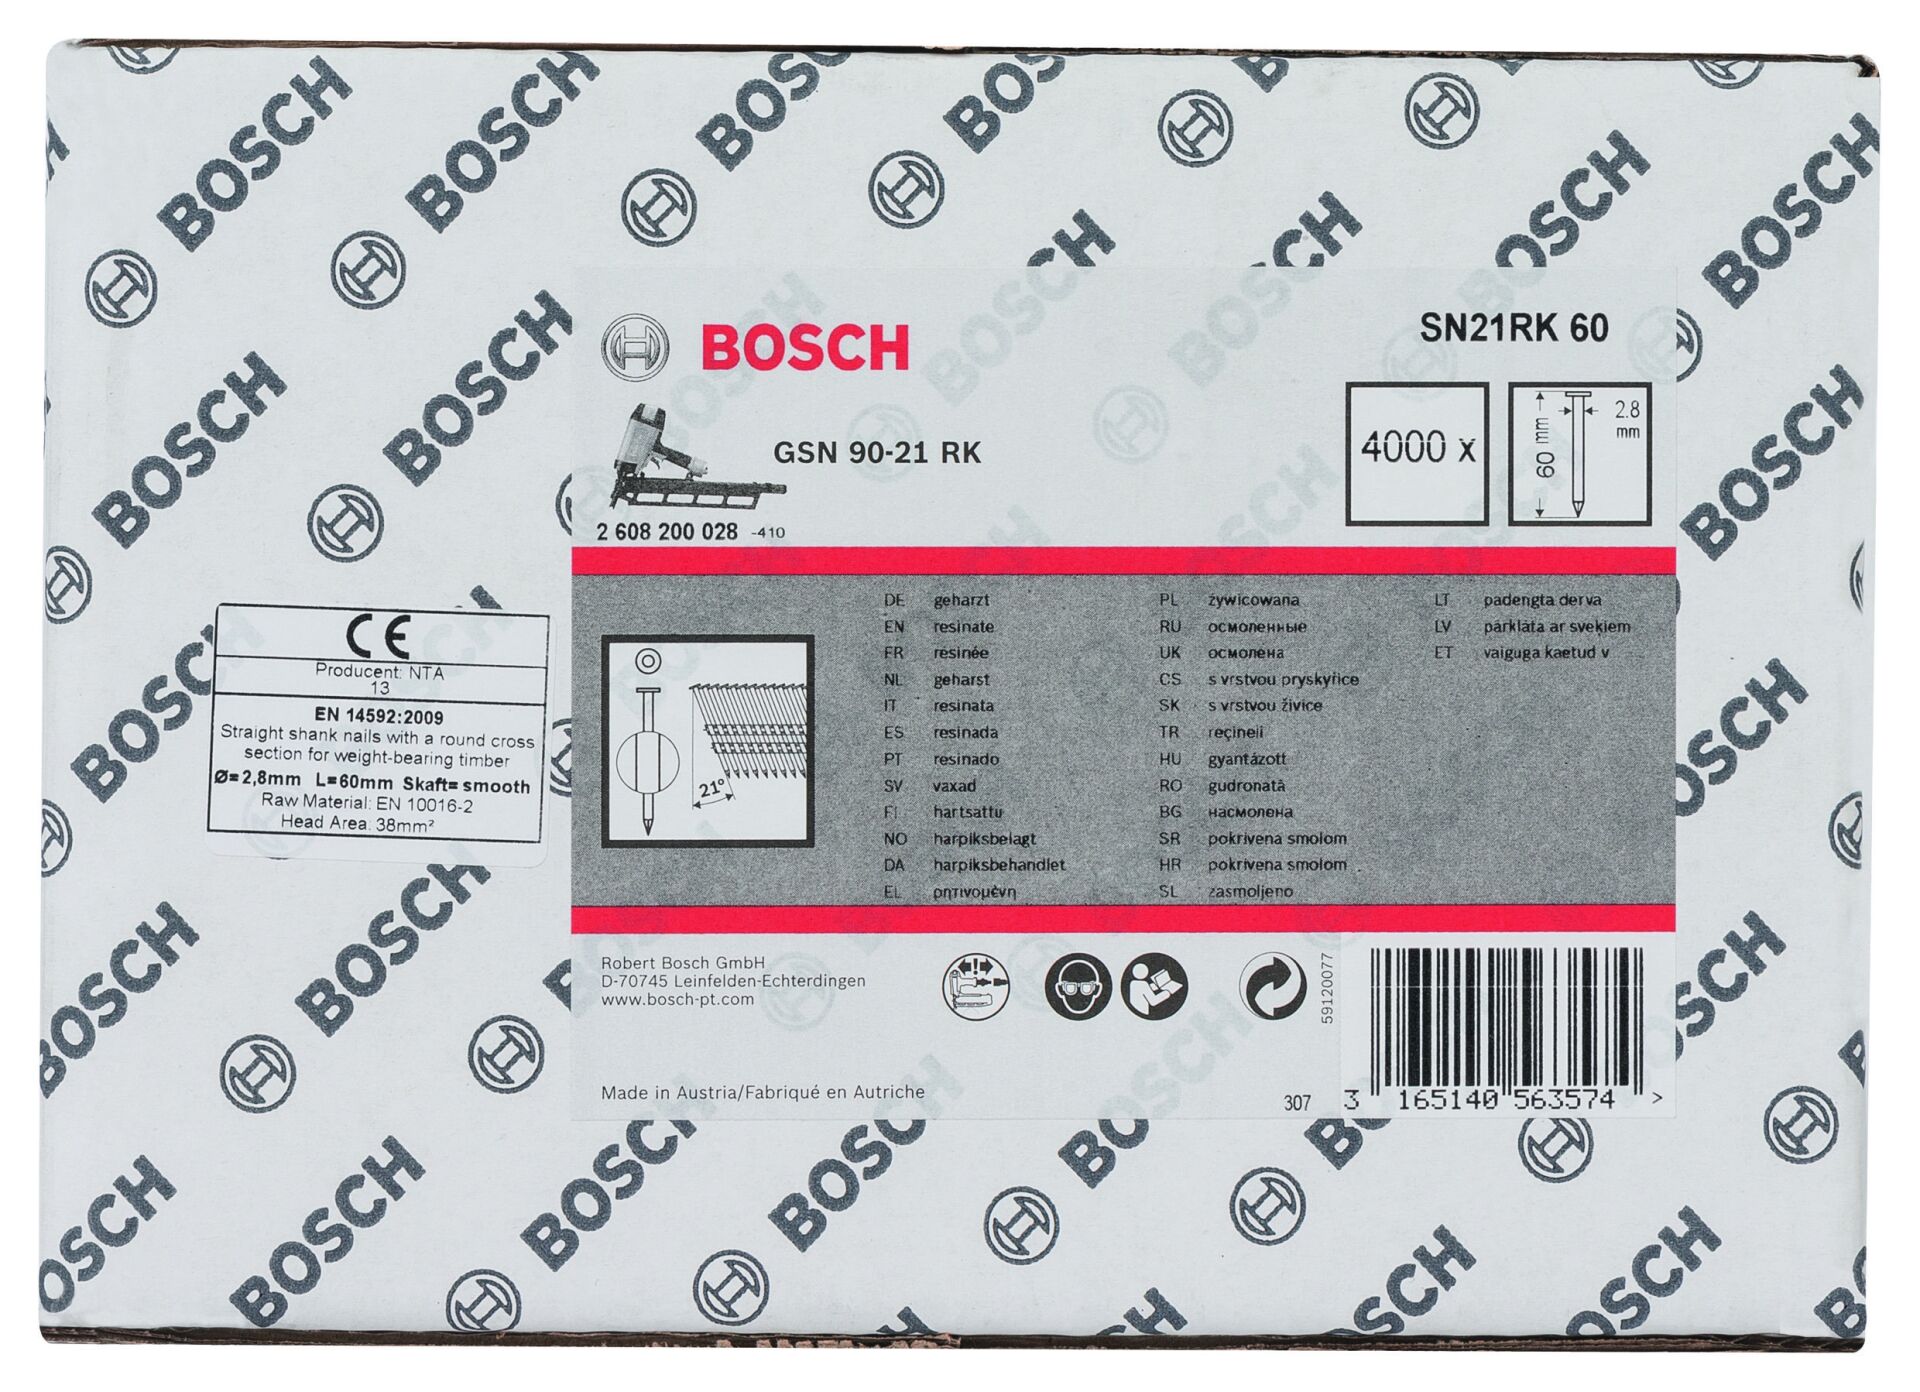 BOSCH
SN21RK 60
GSN 90-21 RK
4000 x
60 mm
2.8
mm
2 608 200 028 -410
CE
Producent: NTA
13
EN 14592:2009
Straight shank nails with a round cross
section for weight-bearing timber
Ø=2,8mm L=60mm Skaft=smooth
Raw Material: EN 10016-2
Head Area: 38mm²
21°
DE geharzt
EN resinate
FR résinée
NL geharst
IT resinata
ES resinada
PT resinado
SV vaxad
FI hartsattu
NO harpiksbelagt
DA harpiksbehandlet
EL ρητινομένη
PL żywicowana
RU осмоленные
UK осмолена
CS s vrstvou pryskyřice
SK s vrstvou živice
TR reçineli
HU gyantázott
RO gudronată
BG насмолена
SR pokrivena smolom
HR pokrivena smolom
SL zasmoljeno
LT padengta derva
LV pārklāta ar sveķiem
ET vaiguga kaetud v
Robert Bosch GmbH
D-70745 Leinfelden-Echterdingen
www.bosch-pt.com
Made in Austria/Fabriqué en Autriche
59120077
307
3 165140 563574 >